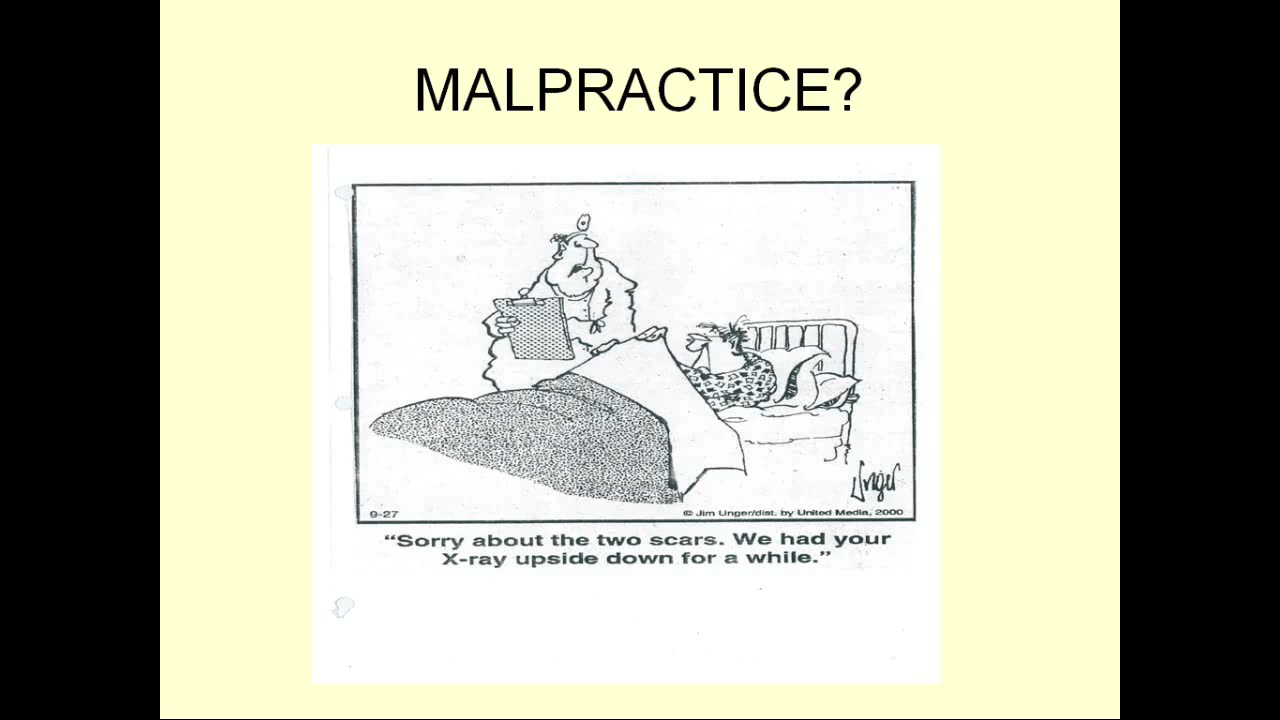 MALPRACTICE?
Unger
9-27
© Jim Unger/dist. by United Media, 2000
“Sorry about the two scars. We had your
X-ray upside down for a while.”